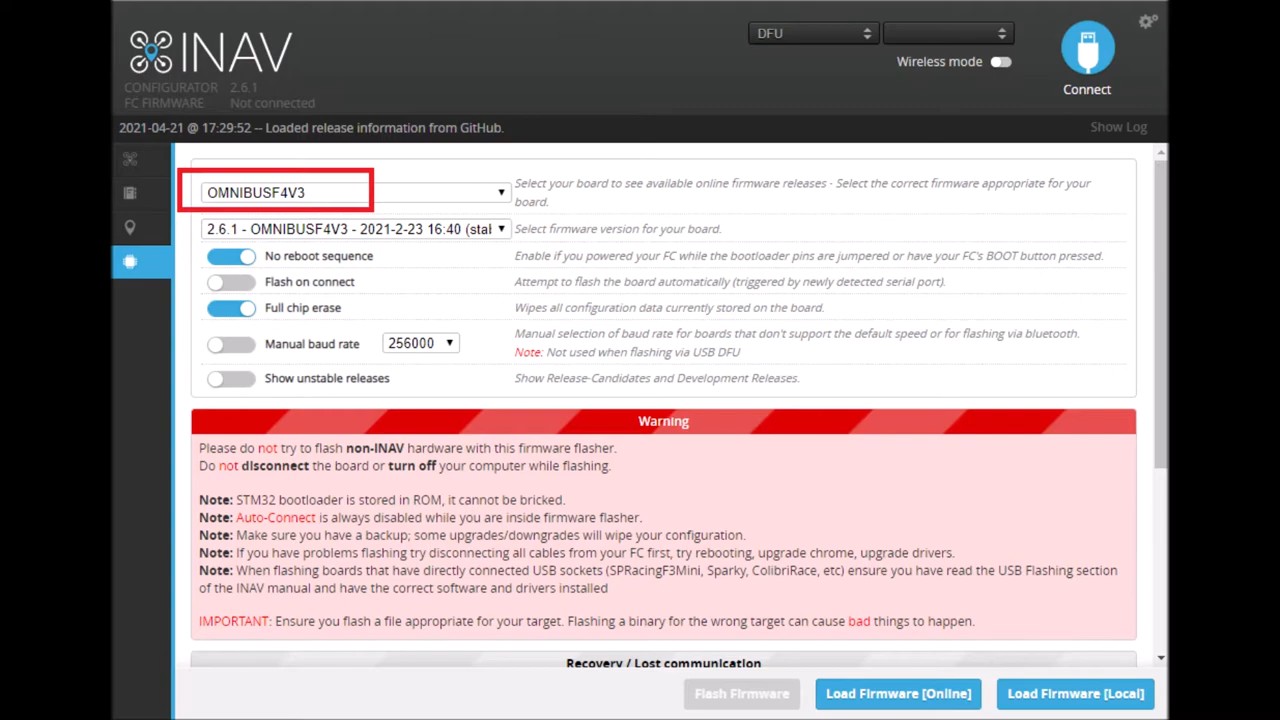 INAV
DFU
Wireless mode
Connect
CONFIGURATOR 2.6.1
FC FIRMWARE Not connected
2021-04-21 @ 17:29:52 -- Loaded release information from GitHub.
Show Log
OMNIBUSF4V3
Select your board to see available online firmware releases - Select the correct firmware appropriate for your
board.
2.6.1 - OMNIBUSF4V3 - 2021-2-23 16:40 (stal
Select firmware version for your board.
No reboot sequence
Enable if you powered your FC while the bootloader pins are jumpered or have your FC's BOOT button pressed.
Flash on connect
Attempt to flash the board automatically (triggered by newly detected serial port).
Full chip erase
Wipes all configuration data currently stored on the board.
Manual baud rate
256000
Manual selection of baud rate for boards that don't support the default speed or for flashing via bluetooth.
Note: Not used when flashing via USB DFU
Show unstable releases
Show Release-Candidates and Development Releases.
Warning
Please do not try to flash non-INAV hardware with this firmware flasher.
Do not disconnect the board or turn off your computer while flashing.
Note: STM32 bootloader is stored in ROM, it cannot be bricked.
Note: Auto-Connect is always disabled while you are inside firmware flasher.
Note: Make sure you have a backup; some upgrades/downgrades will wipe your configuration.
Note: If you have problems flashing try disconnecting all cables from your FC first, try rebooting, upgrade chrome, upgrade drivers.
Note: When flashing boards that have directly connected USB sockets (SPRacingF3Mini, Sparky, ColibriRace, etc) ensure you have read the USB Flashing section
of the INAV manual and have the correct software and drivers installed
IMPORTANT: Ensure you flash a file appropriate for your target. Flashing a binary for the wrong target can cause bad things to happen.
Recovery / Lost communication
Flash Firmware
Load Firmware [Online]
Load Firmware [Local]